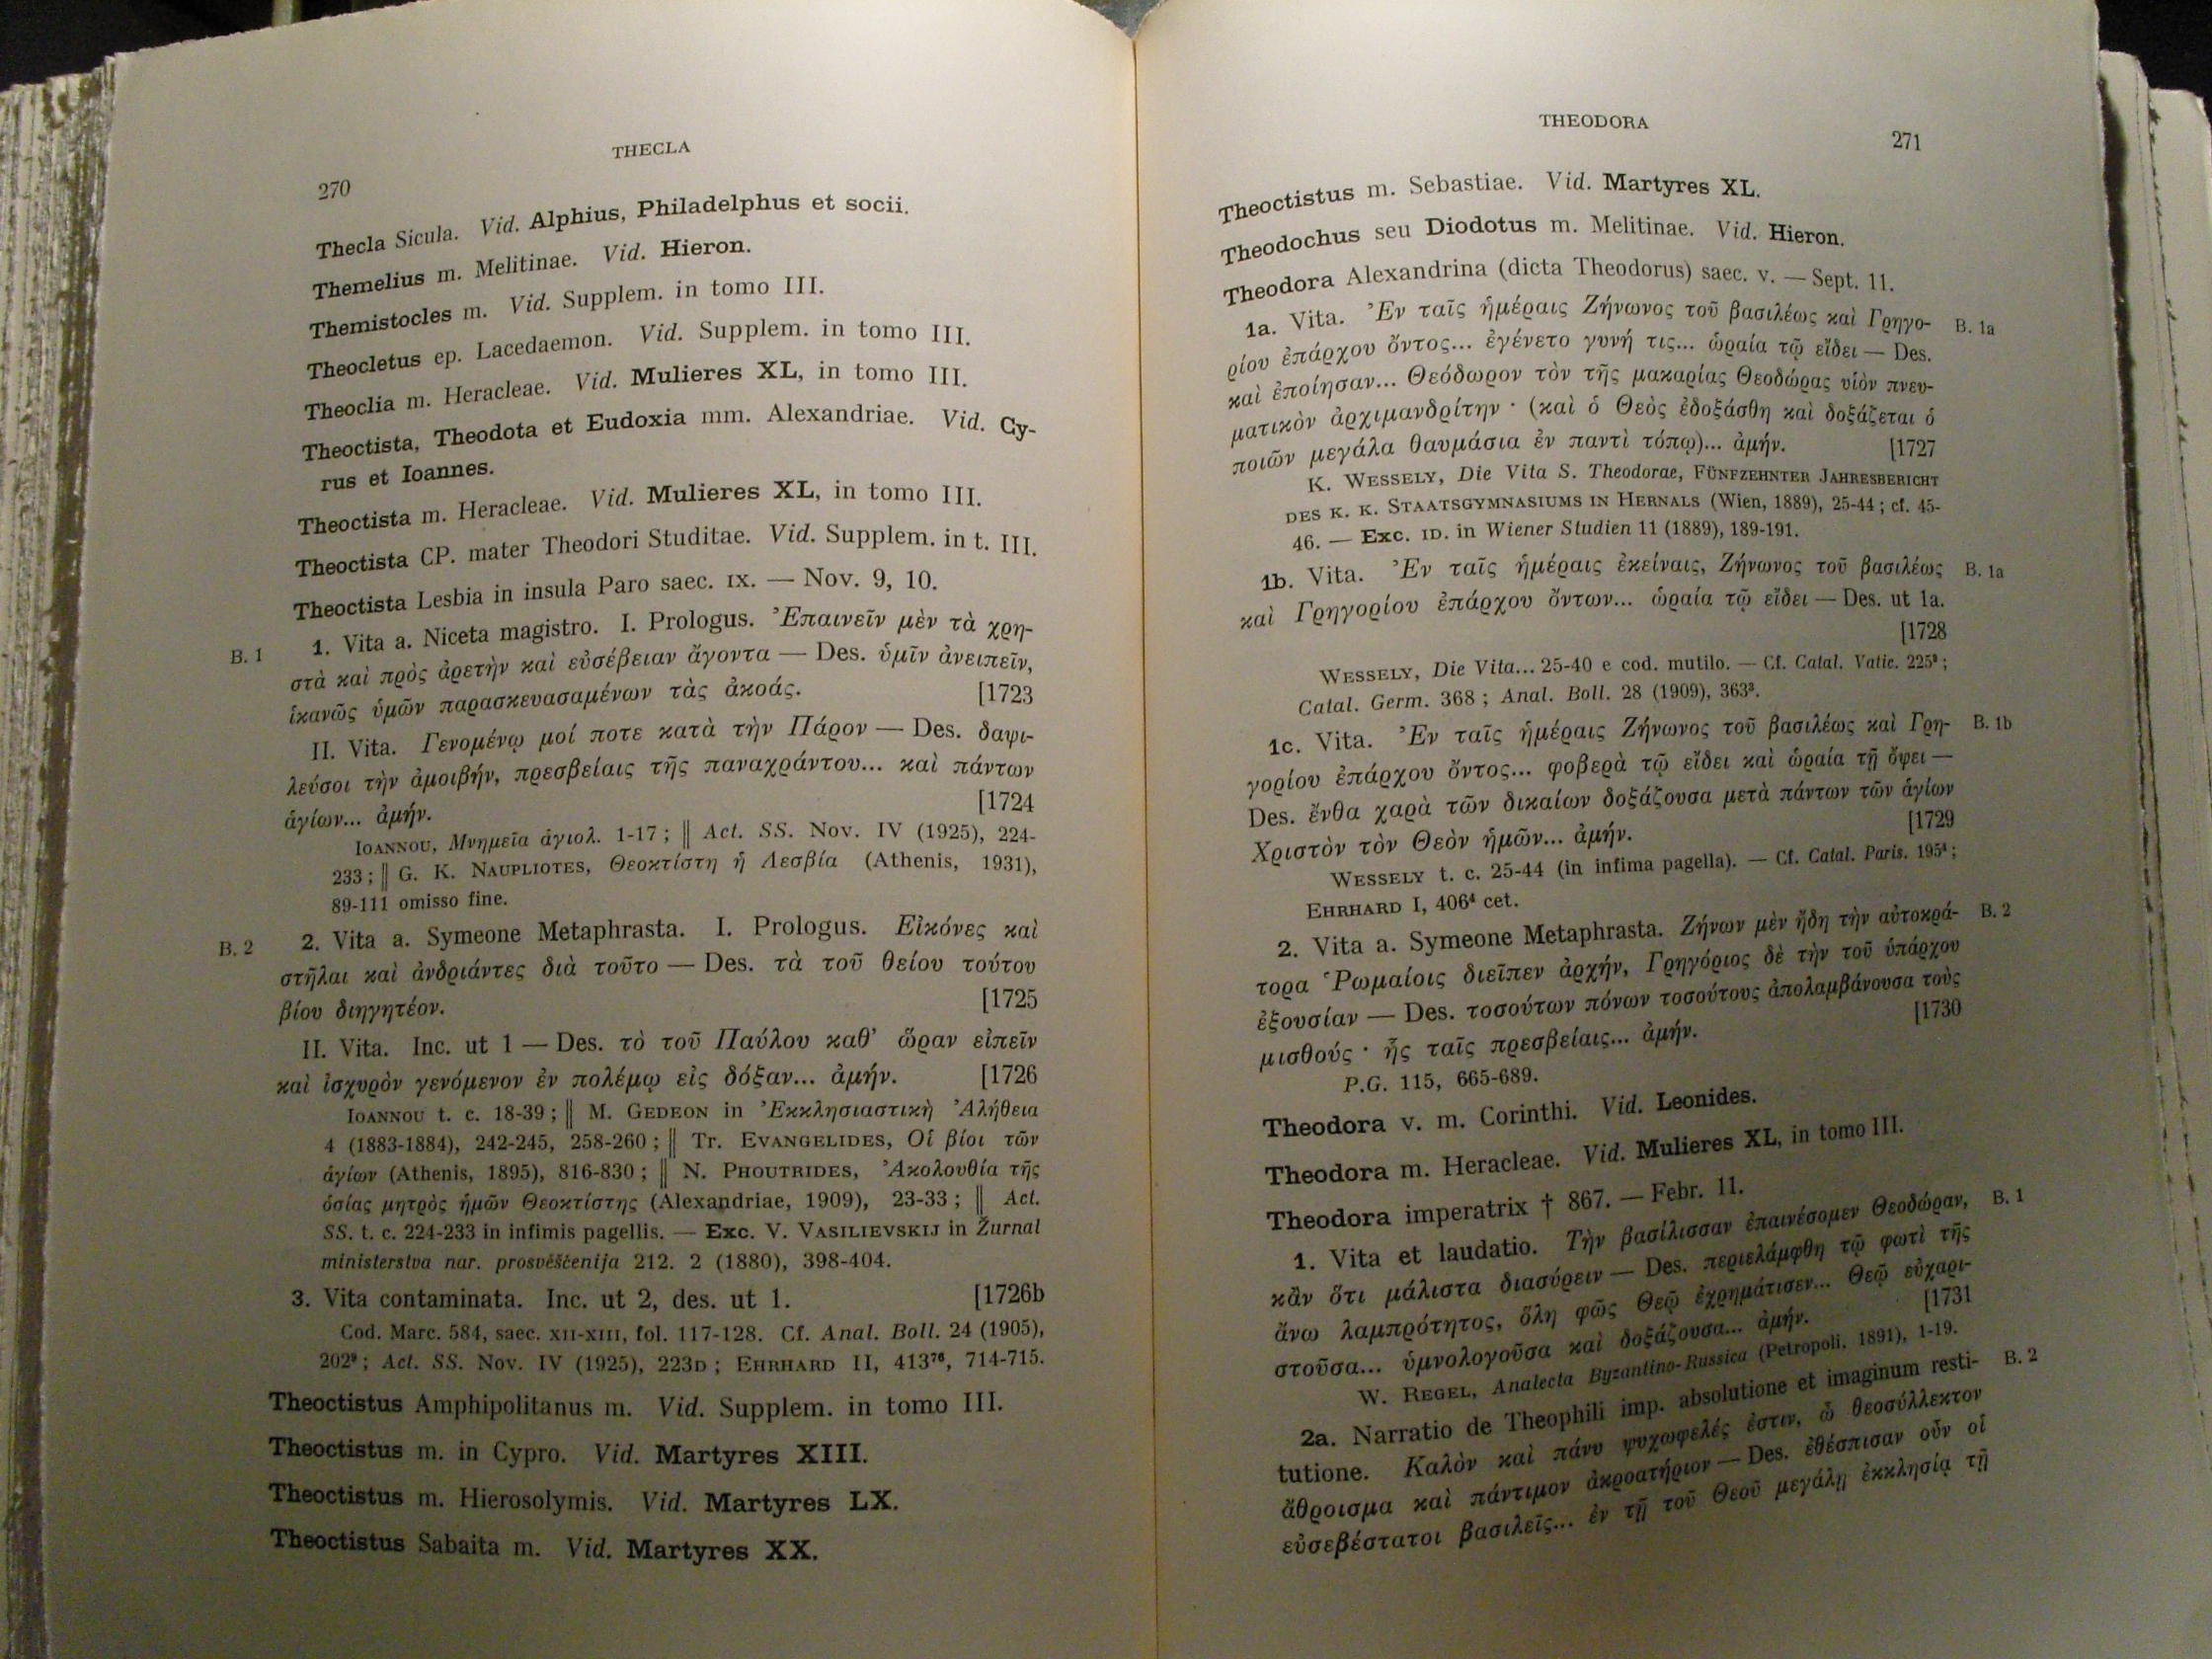 THECLA
270
Thecla Sicula. Vid. Alphius, Philadelphus et socii.
Themelius m. Melitinae. Vid. Hieron.
Themistocles m. Vid. Supplem. in tomo III.
Theocletus ep. Lacedaemon. Vid. Supplem. in tomo III.
Theoclia m. Heracleae. Vid. Mulieres XL, in tomo III.
Theoctista, Theodota et Eudoxia mm. Alexandriae. Vid. Cy-
rus et Ioannes.
Theoctista m. Heracleae. Vid. Mulieres XL, in tomo III.
Theoctista CP. mater Theodori Studitae. Vid. Supplem. in t. III.
Theoctista Lesbia in insula Paro saec. IX. — Nov. 9, 10.
B. 1 1. Vita a. Niceta magistro. I. Prologus. Ἐπαινεῖν μὲν τὰ χρη-
στὰ καὶ πρὸς ἀρετὴν καὶ εὐσέβειαν ἄγοντα — Des. ὑμῖν ἀνειπεῖν,
ἱκανῶς ὑμῶν παρασκευασαμένων τὰς ἀκοάς. [1723
II. Vita. Γενομένῳ μοί ποτε κατὰ τὴν Πάρον — Des. δαψι-
λεύσοι τὴν ἀμοιβήν, πρεσβείαις τῆς παναχράντου... καὶ πάντων
ἁγίων... ἀμήν. [1724
IOANNOU, Μνημεῖα ἁγιολ. 1-17 ; || Act. SS. Nov. IV (1925), 224-
233 ; || G. K. NAUPLIOTES, Θεοκτίστη ἡ Λεσβία (Athenis, 1931),
89-111 omisso fine.
B. 2 2. Vita a. Symeone Metaphrasta. I. Prologus. Εἰκόνες καὶ
στῆλαι καὶ ἀνδριάντες διὰ τοῦτο — Des. τὰ τοῦ θείου τούτου
βίου διηγητέον. [1725
II. Vita. Inc. ut 1 — Des. τὸ τοῦ Παύλου καθ’ ὥραν εἰπεῖν
καὶ ἰσχυρὸν γενόμενον ἐν πολέμῳ εἰς δόξαν... ἀμήν. [1726
IOANNOU t. c. 18-39 ; || M. GEDEON in Ἐκκλησιαστικὴ Ἀλήθεια
4 (1883-1884), 242-245, 258-260 ; || Tr. EVANGELIDES, Οἱ βίοι τῶν
ἁγίων (Athenis, 1895), 816-830 ; || N. PHOUTRIDES, Ἀκολουθία τῆς
ὁσίας μητρὸς ἡμῶν Θεοκτίστης (Alexandriae, 1909), 23-33 ; || Act.
SS. t. c. 224-233 in infimis pagellis. — Exc. V. VASILIEVSKIJ in Žurnal
ministerstva nar. prosvěščenija 212. 2 (1880), 398-404.
3. Vita contaminata. Inc. ut 2, des. ut 1. [1726b
Cod. Marc. 584, saec. XII-XIII, fol. 117-128. Cf. Anal. Boll. 24 (1905),
202⁹ ; Act. SS. Nov. IV (1925), 223D ; EHRHARD II, 413⁷⁶, 714-715.
Theoctistus Amphipolitanus m. Vid. Supplem. in tomo III.
Theoctistus m. in Cypro. Vid. Martyres XIII.
Theoctistus m. Hierosolymis. Vid. Martyres LX.
Theoctistus Sabaita m. Vid. Martyres XX.
THEODORA
271
Theoctistus m. Sebastiae. Vid. Martyres XL.
Theodochus seu Diodotus m. Melitinae. Vid. Hieron.
Theodora Alexandrina (dicta Theodorus) saec. v. — Sept. 11.
1a. Vita. Ἐν ταῖς ἡμέραις Ζήνωνος τοῦ βασιλέως καὶ Γρηγο- B. 1a
ρίου ἐπάρχου ὄντος... ἐγένετο γυνή τις... ὡραία τῷ εἴδει — Des.
καὶ ἐποίησαν... Θεόδωρον τὸν τῆς μακαρίας Θεοδώρας υἱὸν πνευ-
ματικὸν ἀρχιμανδρίτην · (καὶ ὁ Θεὸς ἐδοξάσθη καὶ δοξάζεται ὁ
ποιῶν μεγάλα θαυμάσια ἐν παντὶ τόπῳ)... ἀμήν. [1727
K. WESSELY, Die Vita S. Theodorae, FÜNFZEHNTER JAHRESBERICHT
DES K. K. STAATSGYMNASIUMS IN HERNALS (Wien, 1889), 25-44 ; cf. 45-
46. — Exc. ID. in Wiener Studien 11 (1889), 189-191.
1b. Vita. Ἐν ταῖς ἡμέραις ἐκείναις, Ζήνωνος τοῦ βασιλέως B. 1a
καὶ Γρηγορίου ἐπάρχου ὄντων... ὡραία τῷ εἴδει — Des. ut 1a.
[1728
WESSELY, Die Vita... 25-40 e cod. mutilo. — Cf. Catal. Vatic. 225⁸ ;
Catal. Germ. 368 ; Anal. Boll. 28 (1909), 363².
1c. Vita. Ἐν ταῖς ἡμέραις Ζήνωνος τοῦ βασιλέως καὶ Γρη- B. 1b
γορίου ἐπάρχου ὄντος... φοβερὰ τῷ εἴδει καὶ ὡραία τῇ ὄψει —
Des. ἔνθα χαρὰ τῶν δικαίων δοξάζουσα μετὰ πάντων τῶν ἁγίων
Χριστὸν τὸν Θεὸν ἡμῶν... ἀμήν. [1729
WESSELY t. c. 25-44 (in infima pagella). — Cf. Catal. Paris. 195⁴ ;
EHRHARD I, 406⁴ cet.
2. Vita a. Symeone Metaphrasta. Ζήνων μὲν ἤδη τὴν αὐτοκρά- B. 2
τορα Ῥωμαίοις διεῖπεν ἀρχήν, Γρηγόριος δὲ τὴν τοῦ ὑπάρχου
ἐξουσίαν — Des. τοσούτων πόνων τοσούτους ἀπολαμβάνουσα τοὺς
μισθούς · ἧς ταῖς πρεσβείαις... ἀμήν. [1730
P.G. 115, 665-689.
Theodora v. m. Corinthi. Vid. Leonides.
Theodora m. Heracleae. Vid. Mulieres XL, in tomo III.
Theodora imperatrix † 867. — Febr. 11.
1. Vita et laudatio. Τὴν βασίλισσαν ἐπαινέσομεν Θεοδώραν, B. 1
κἂν ὅτι μάλιστα διασύρειν — Des. περιελάμφθη τῷ φωτὶ τῆς
ἄνω λαμπρότητος, ὅλη φῶς Θεῷ ἐχρημάτισεν... Θεῷ εὐχαρι-
στοῦσα... ὑμνολογοῦσα καὶ δοξάζουσα... ἀμήν. [1731
W. REGEL, Analecta Byzantino-Russica (Petropoli, 1891), 1-19.
2a. Narratio de Theophili imp. absolutione et imaginum resti- B. 2
tutione. Καλὸν καὶ πάνυ ψυχωφελές ἐστιν, ὦ θεοσύλλεκτον
ἄθροισμα καὶ πάντιμον ἀκροατήριον — Des. ἐθέσπισαν οὖν οἱ
εὐσεβέστατοι βασιλεῖς... ἐν τῇ τοῦ Θεοῦ μεγάλῃ ἐκκλησίᾳ τῇ